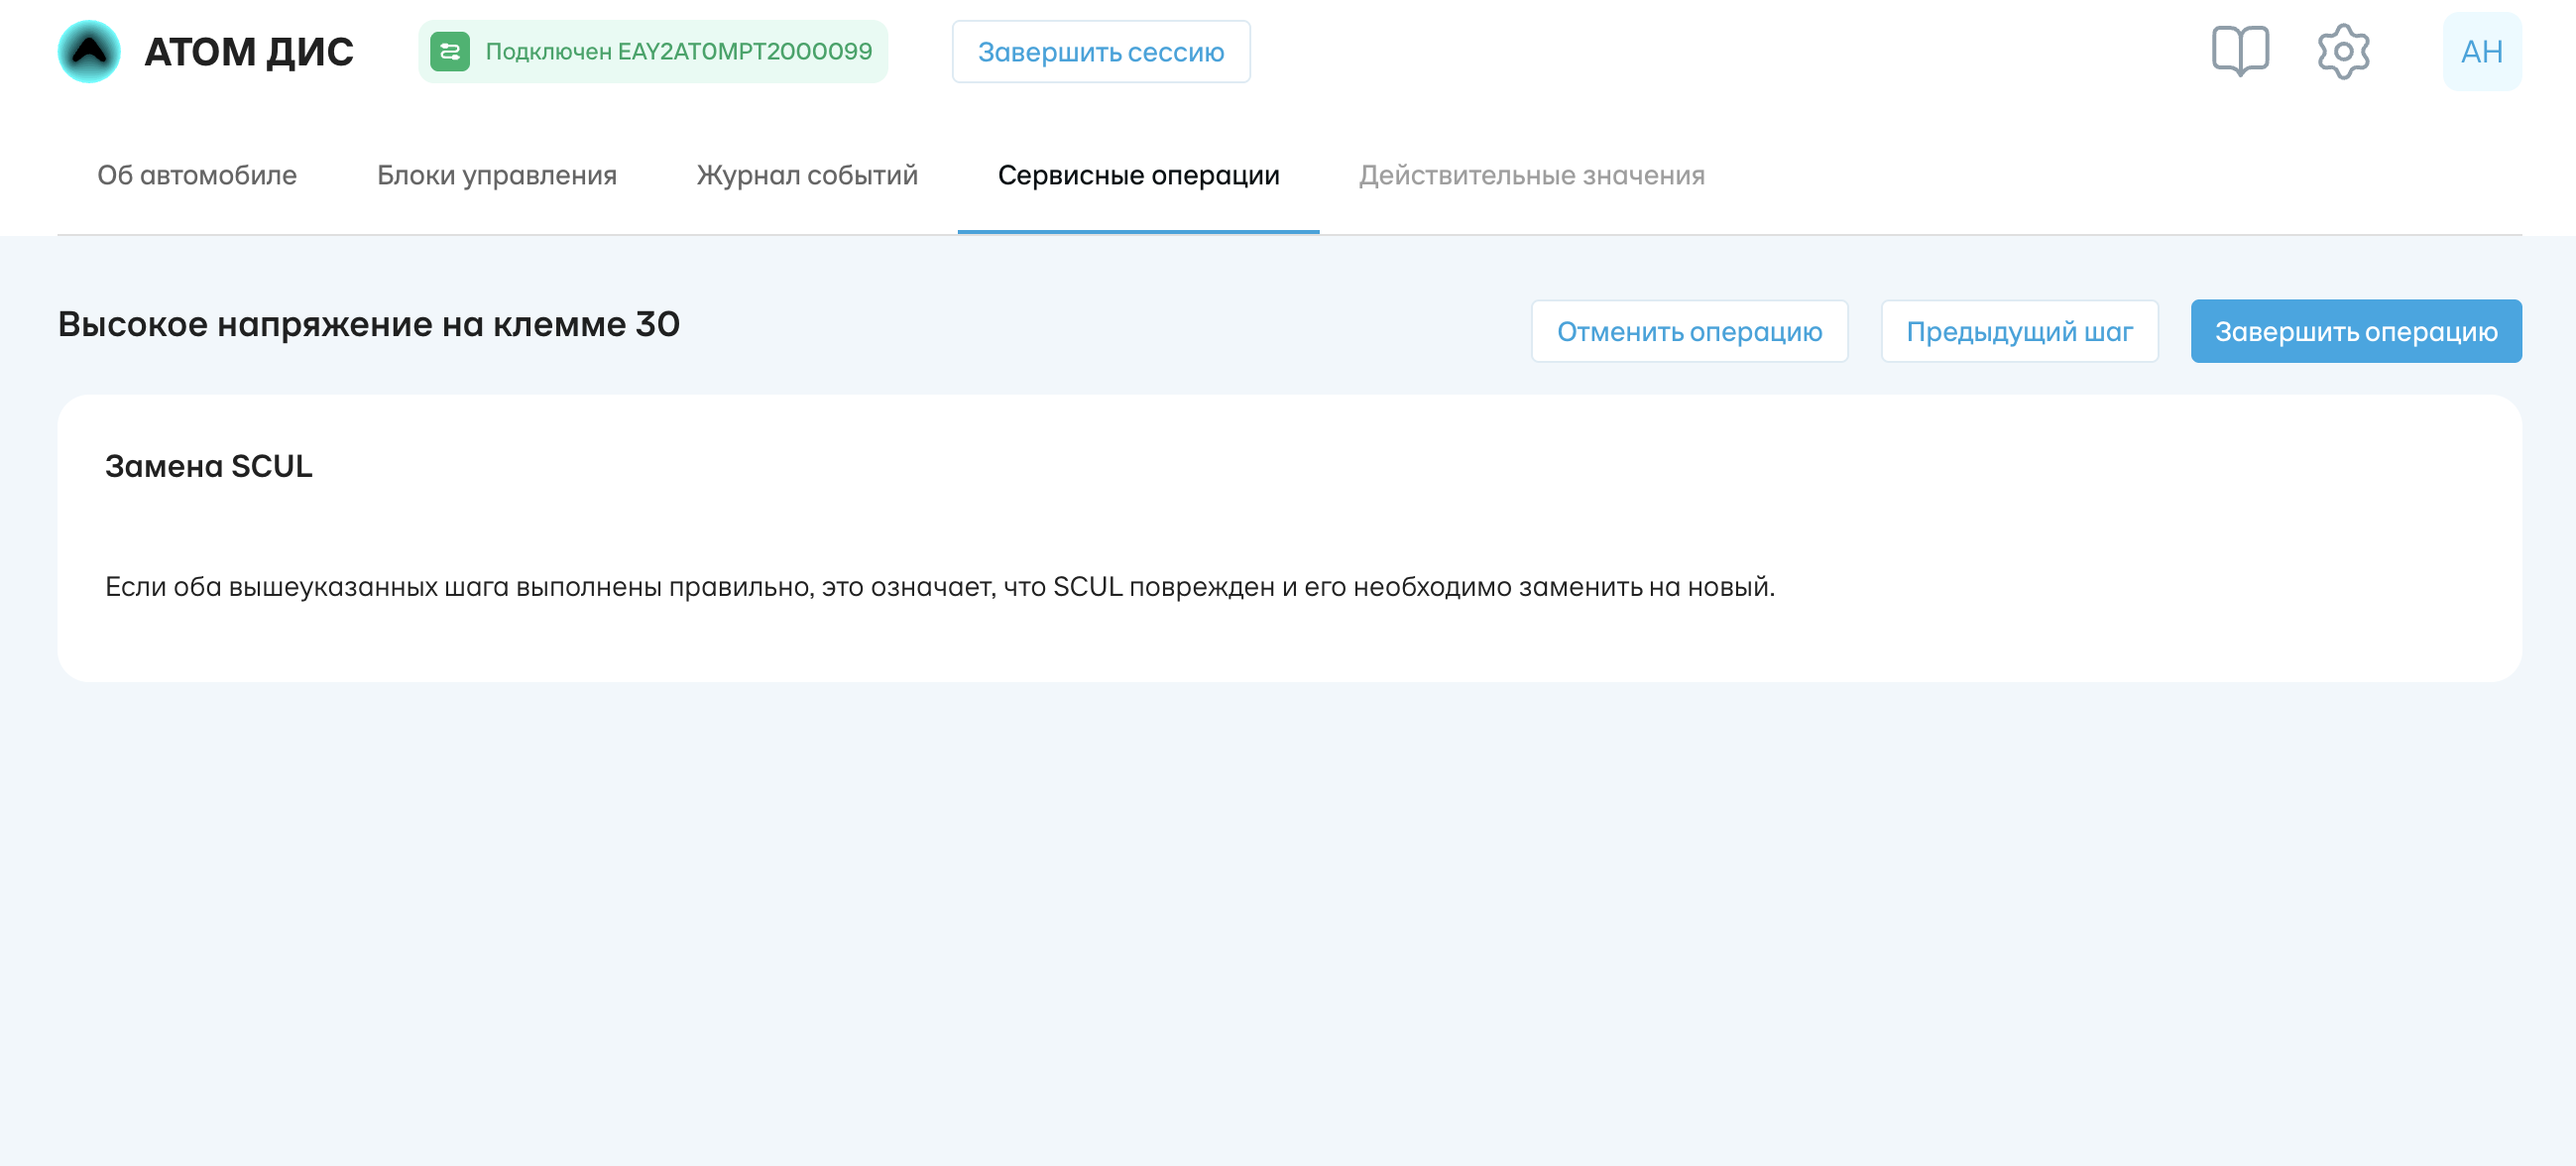 АТОМ ДИС
Подключен EAY2AT0MPT2000099
Завершить сессию
АН
Об автомобиле
Блоки управления
Журнал событий
Сервисные операции
Действительные значения
Высокое напряжение на клемме 30
Отменить операцию
Предыдущий шаг
Завершить операцию
Замена SCUL
Если оба вышеуказанных шага выполнены правильно, это означает, что SCUL поврежден и его необходимо заменить на новый.